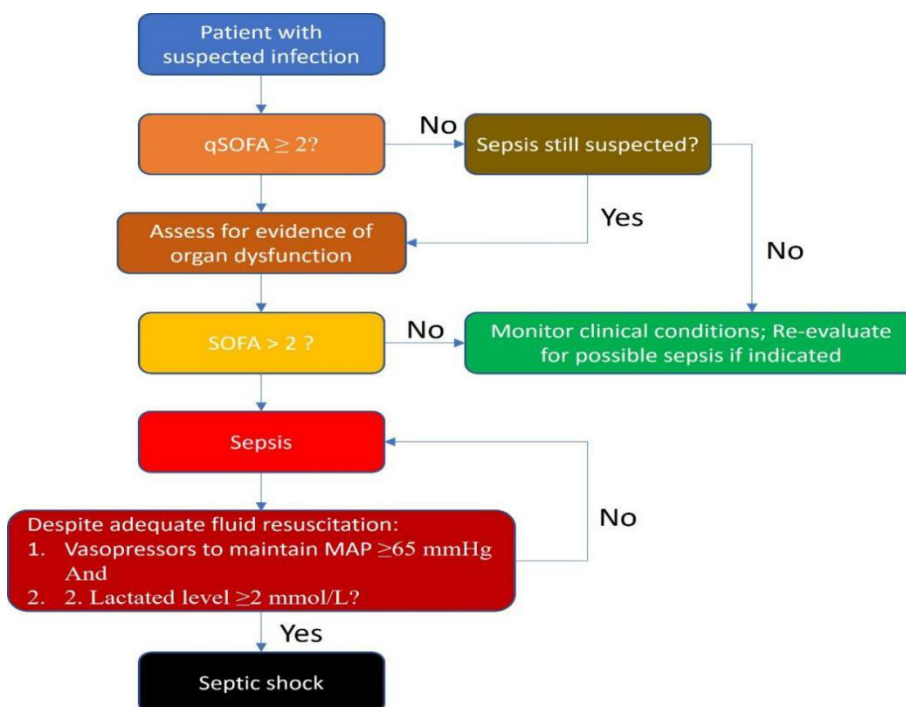 Patient with
suspected infection
qSOFA ≥ 2?
No
Sepsis still suspected?
Yes
Assess for evidence of
organ dysfunction
No
SOFA > 2 ?
No
Monitor clinical conditions; Re-evaluate
for possible sepsis if indicated
Sepsis
No
Despite adequate fluid resuscitation:
1. Vasopressors to maintain MAP ≥65 mmHg
And
2. 2. Lactated level ≥2 mmol/L?
Yes
Septic shock